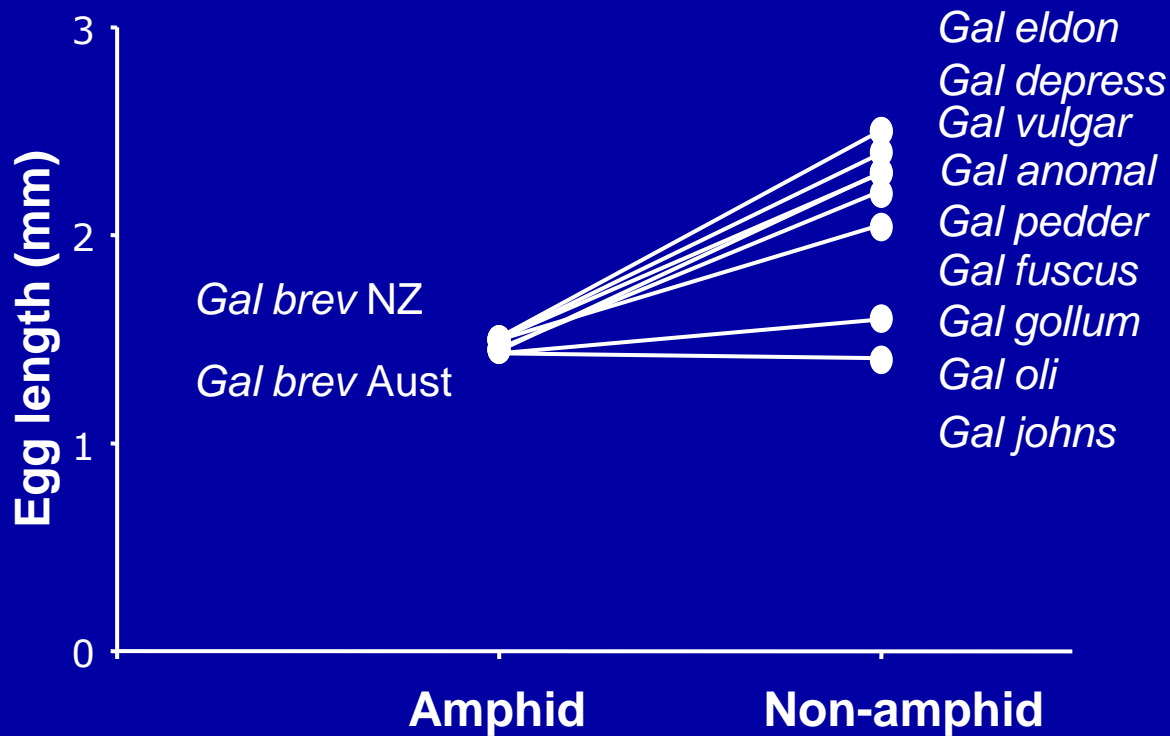 Egg length (mm)
3
2
1
0
Gal brev NZ
Gal brev Aust
Gal eldon
Gal depress
Gal vulgar
Gal anomal
Gal pedder
Gal fuscus
Gal gollum
Gal oli
Gal johns
Amphid
Non-amphid